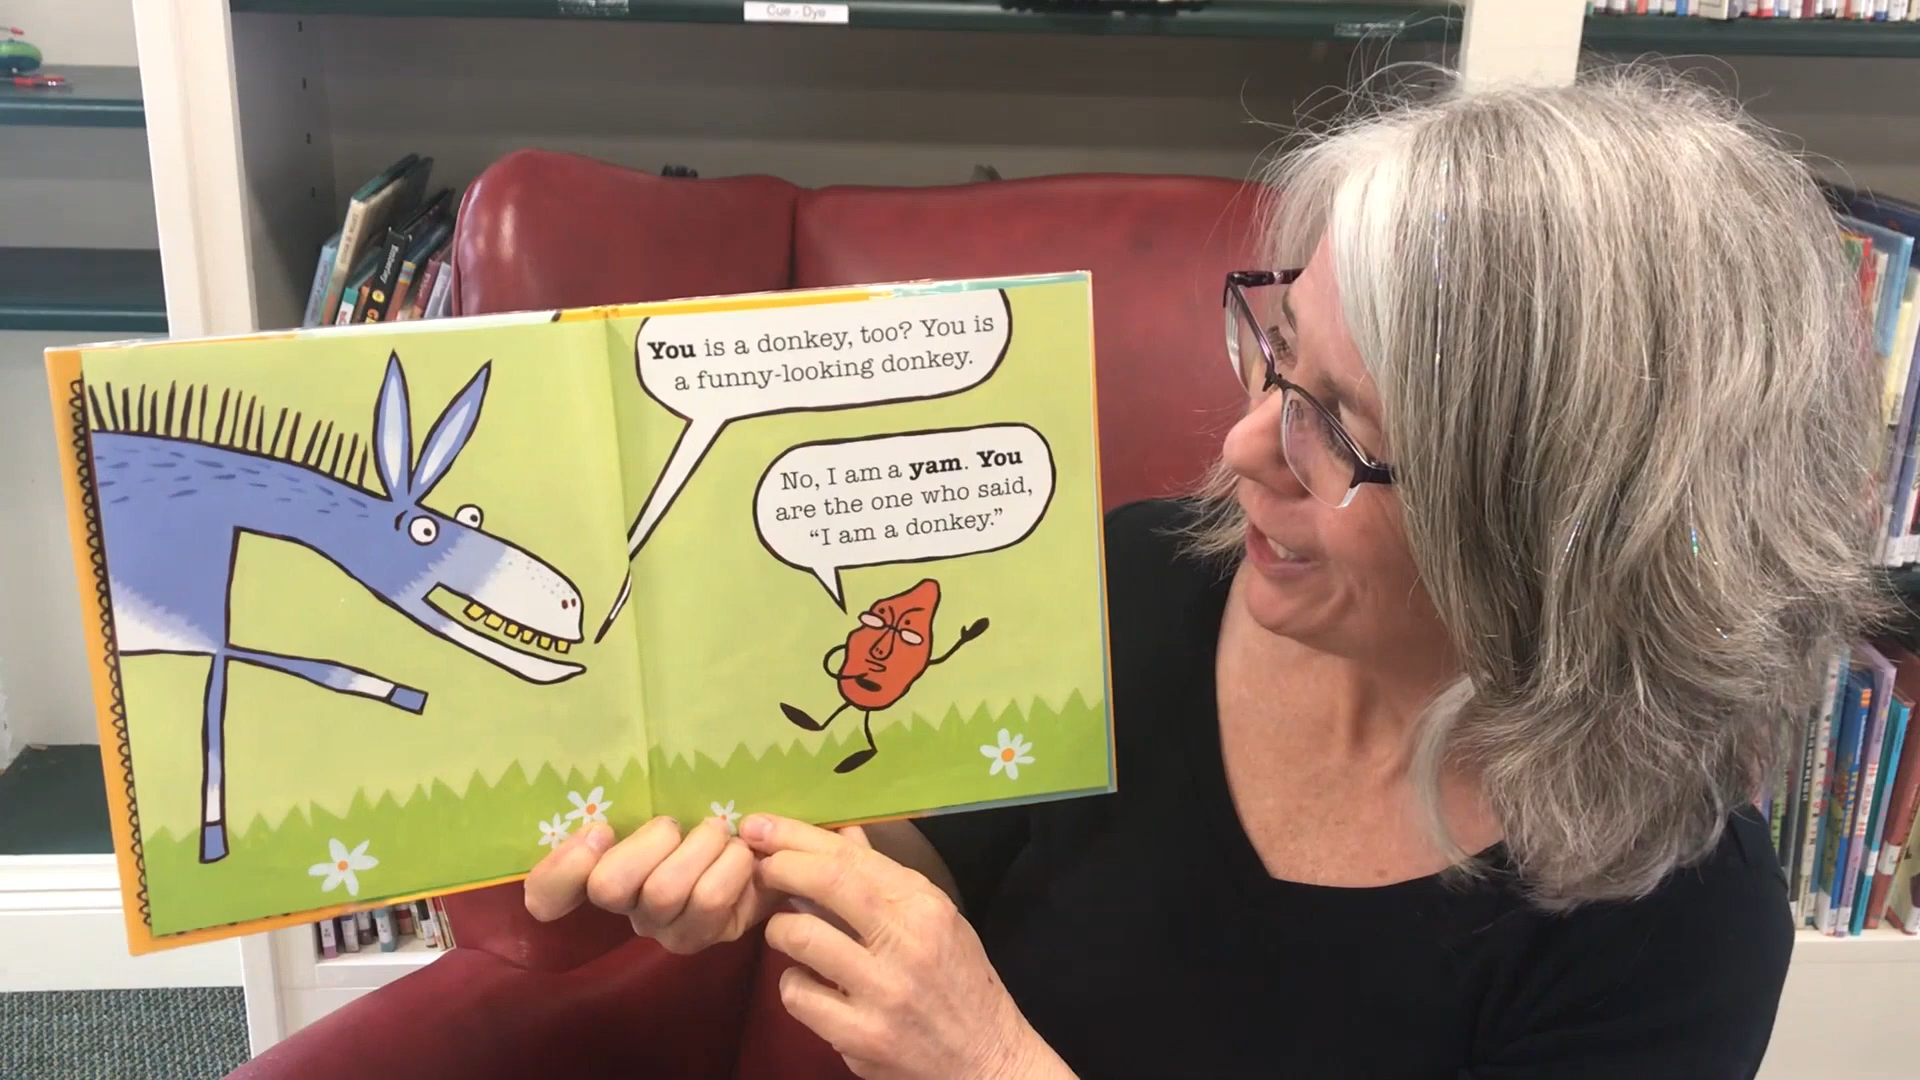 Cue - Dye
You is a donkey, too? You is
a funny-looking donkey.
No, I am a yam. You
are the one who said,
“I am a donkey.”